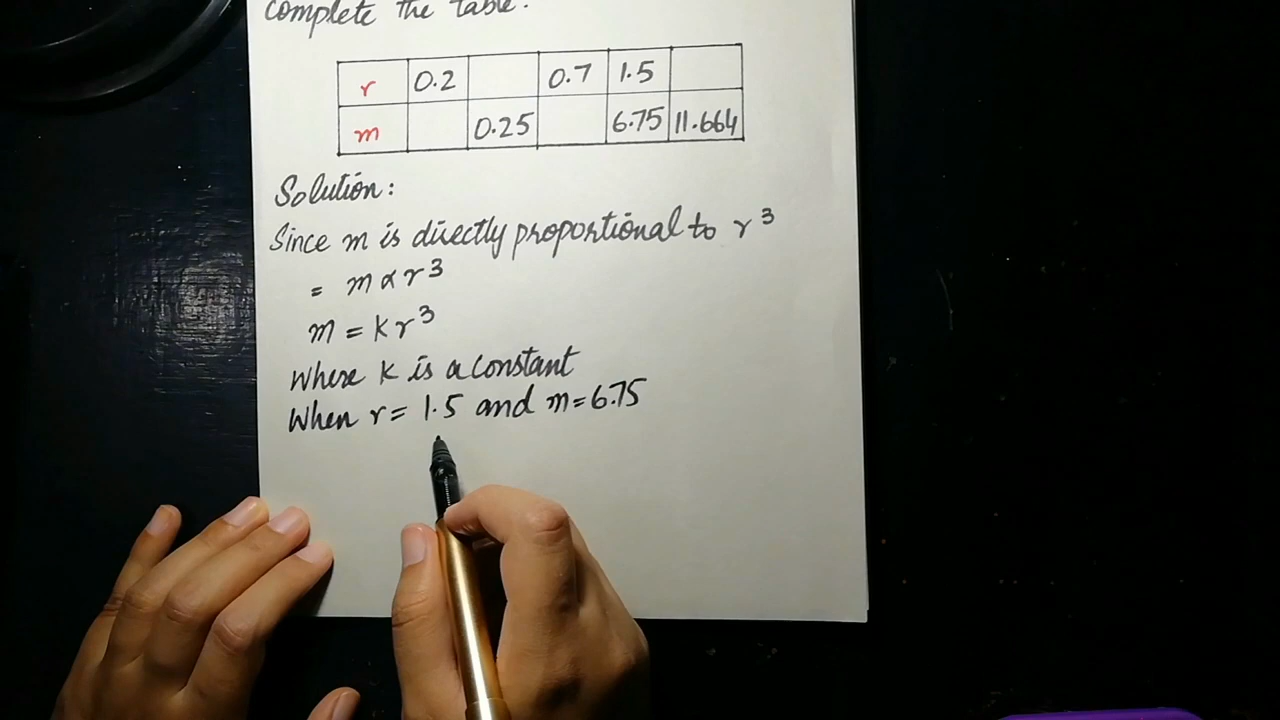 complete the table.
r 0.2 0.7 1.5
m 0.25 6.75 11.664
Solution:
Since m is directly proportional to r³
= m ∝ r³
m = kr³
Where k is a constant
When r = 1.5 and m = 6.75